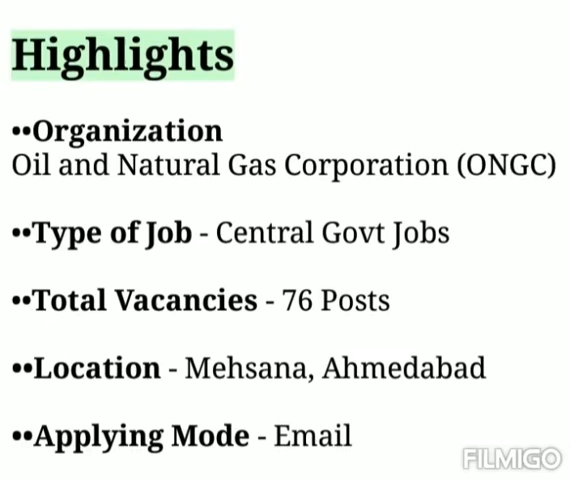 Highlights
••Organization
Oil and Natural Gas Corporation (ONGC)
••Type of Job - Central Govt Jobs
••Total Vacancies - 76 Posts
••Location - Mehsana, Ahmedabad
••Applying Mode - Email
FILMIGO